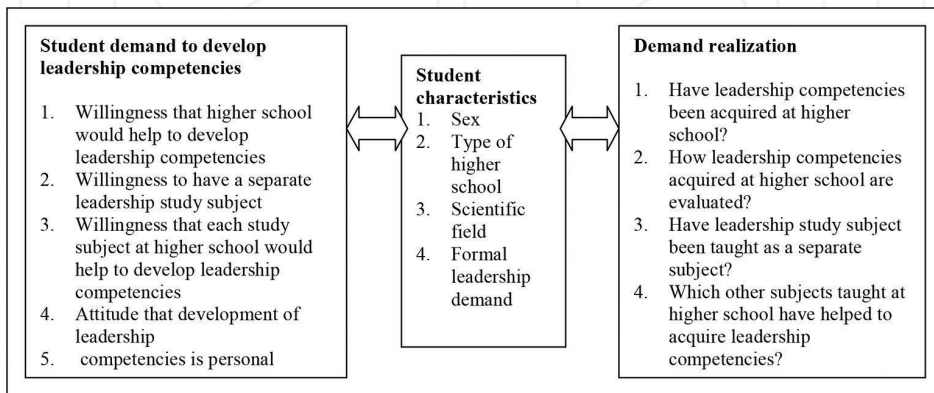 Student demand to develop
leadership competencies
1. Willingness that higher school
would help to develop
leadership competencies
2. Willingness to have a separate
leadership study subject
3. Willingness that each study
subject at higher school would
help to develop leadership
competencies
4. Attitude that development of
leadership
5. competencies is personal
Student
characteristics
1. Sex
2. Type of
higher
school
3. Scientific
field
4. Formal
leadership
demand
Demand realization
1. Have leadership competencies
been acquired at higher
school?
2. How leadership competencies
acquired at higher school are
evaluated?
3. Have leadership study subject
been taught as a separate
subject?
4. Which other subjects taught at
higher school have helped to
acquire leadership
competencies?